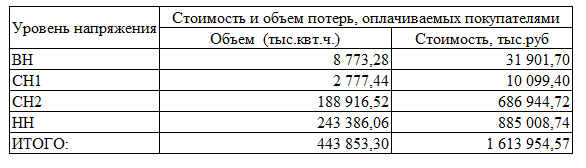 Уровень напряжения Стоимость и объем потерь, оплачиваемых покупателями
Объем (тыс.квт.ч.) Стоимость, тыс.руб
ВН 8 773,28 31 901,70
СН1 2 777,44 10 099,40
СН2 188 916,52 686 944,72
НН 243 386,06 885 008,74
ИТОГО: 443 853,30 1 613 954,57